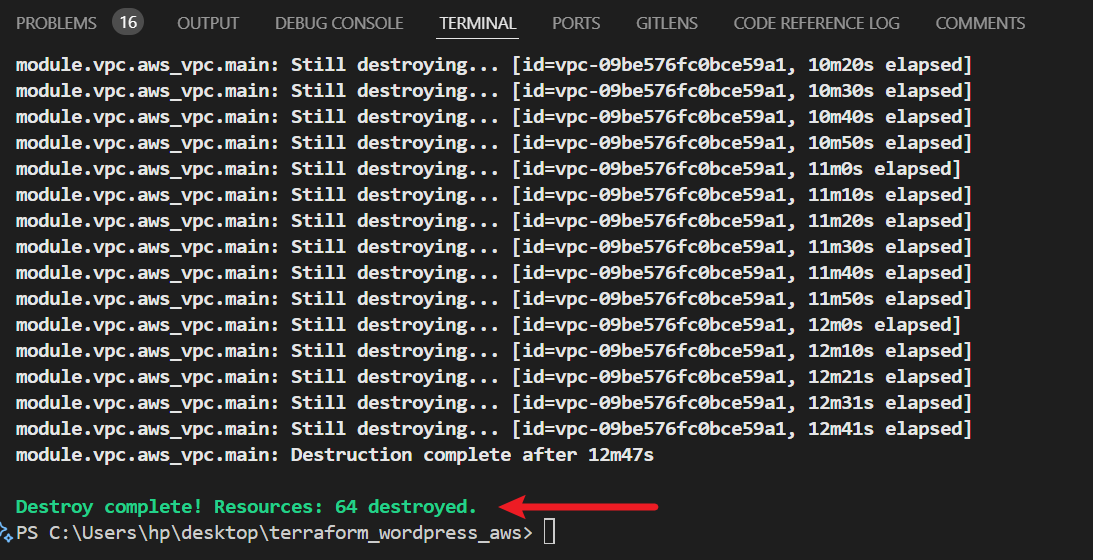 PROBLEMS 16 OUTPUT DEBUG CONSOLE TERMINAL PORTS GITLENS CODE REFERENCE LOG COMMENTS
module.vpc.aws_vpc.main: Still destroying... [id=vpc-09be576fc0bce59a1, 10m20s elapsed]
module.vpc.aws_vpc.main: Still destroying... [id=vpc-09be576fc0bce59a1, 10m30s elapsed]
module.vpc.aws_vpc.main: Still destroying... [id=vpc-09be576fc0bce59a1, 10m40s elapsed]
module.vpc.aws_vpc.main: Still destroying... [id=vpc-09be576fc0bce59a1, 10m50s elapsed]
module.vpc.aws_vpc.main: Still destroying... [id=vpc-09be576fc0bce59a1, 11m0s elapsed]
module.vpc.aws_vpc.main: Still destroying... [id=vpc-09be576fc0bce59a1, 11m10s elapsed]
module.vpc.aws_vpc.main: Still destroying... [id=vpc-09be576fc0bce59a1, 11m20s elapsed]
module.vpc.aws_vpc.main: Still destroying... [id=vpc-09be576fc0bce59a1, 11m30s elapsed]
module.vpc.aws_vpc.main: Still destroying... [id=vpc-09be576fc0bce59a1, 11m40s elapsed]
module.vpc.aws_vpc.main: Still destroying... [id=vpc-09be576fc0bce59a1, 11m50s elapsed]
module.vpc.aws_vpc.main: Still destroying... [id=vpc-09be576fc0bce59a1, 12m0s elapsed]
module.vpc.aws_vpc.main: Still destroying... [id=vpc-09be576fc0bce59a1, 12m10s elapsed]
module.vpc.aws_vpc.main: Still destroying... [id=vpc-09be576fc0bce59a1, 12m21s elapsed]
module.vpc.aws_vpc.main: Still destroying... [id=vpc-09be576fc0bce59a1, 12m31s elapsed]
module.vpc.aws_vpc.main: Still destroying... [id=vpc-09be576fc0bce59a1, 12m41s elapsed]
module.vpc.aws_vpc.main: Destruction complete after 12m47s
Destroy complete! Resources: 64 destroyed.
PS C:\Users\hp\desktop\terraform_wordpress_aws>